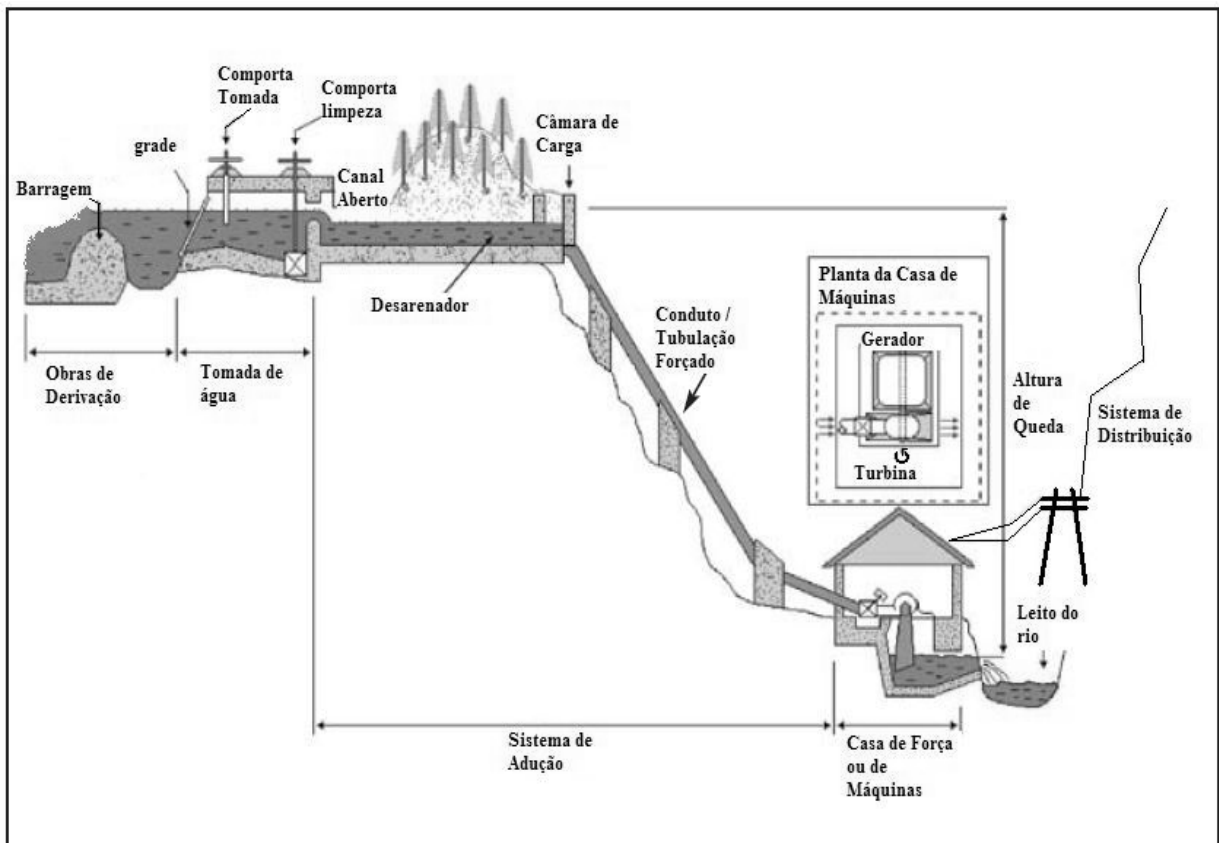 Comporta
Tomada
Comporta
limpeza
Câmara de
Carga
grade
Canal
Aberto
Barragem
Planta da Casa de
Máquinas
Desarenador
Conduto /
Tubulação
Forçado
Gerador
Altura
de
Queda
Sistema de
Distribuição
Obras de
Derivação
Tomada de
água
Turbina
Leito do
rio
Sistema de
Adução
Casa de Força
ou de
Máquinas